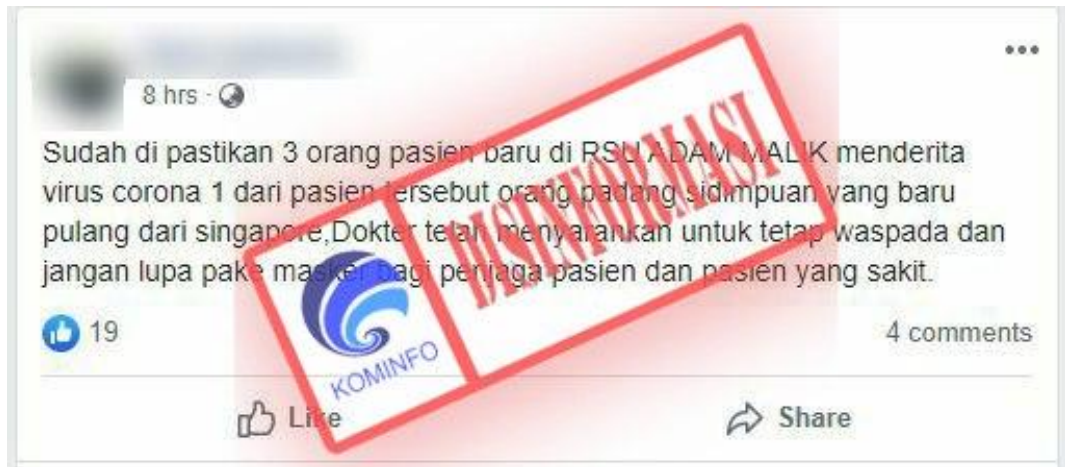 8 hrs ·
Sudah di pastikan 3 orang pasien baru di RSU ADAM MALIK menderita
virus corona 1 dari pasien tersebut orang padang sidimpuan yang baru
pulang dari singapore,Dokter telah menyarankan untuk tetap waspada dan
jangan lupa pake masker bagi penjaga pasien dan pasien yang sakit.
DISINFORMASI
KOMINFO
19
4 comments
Like
Share